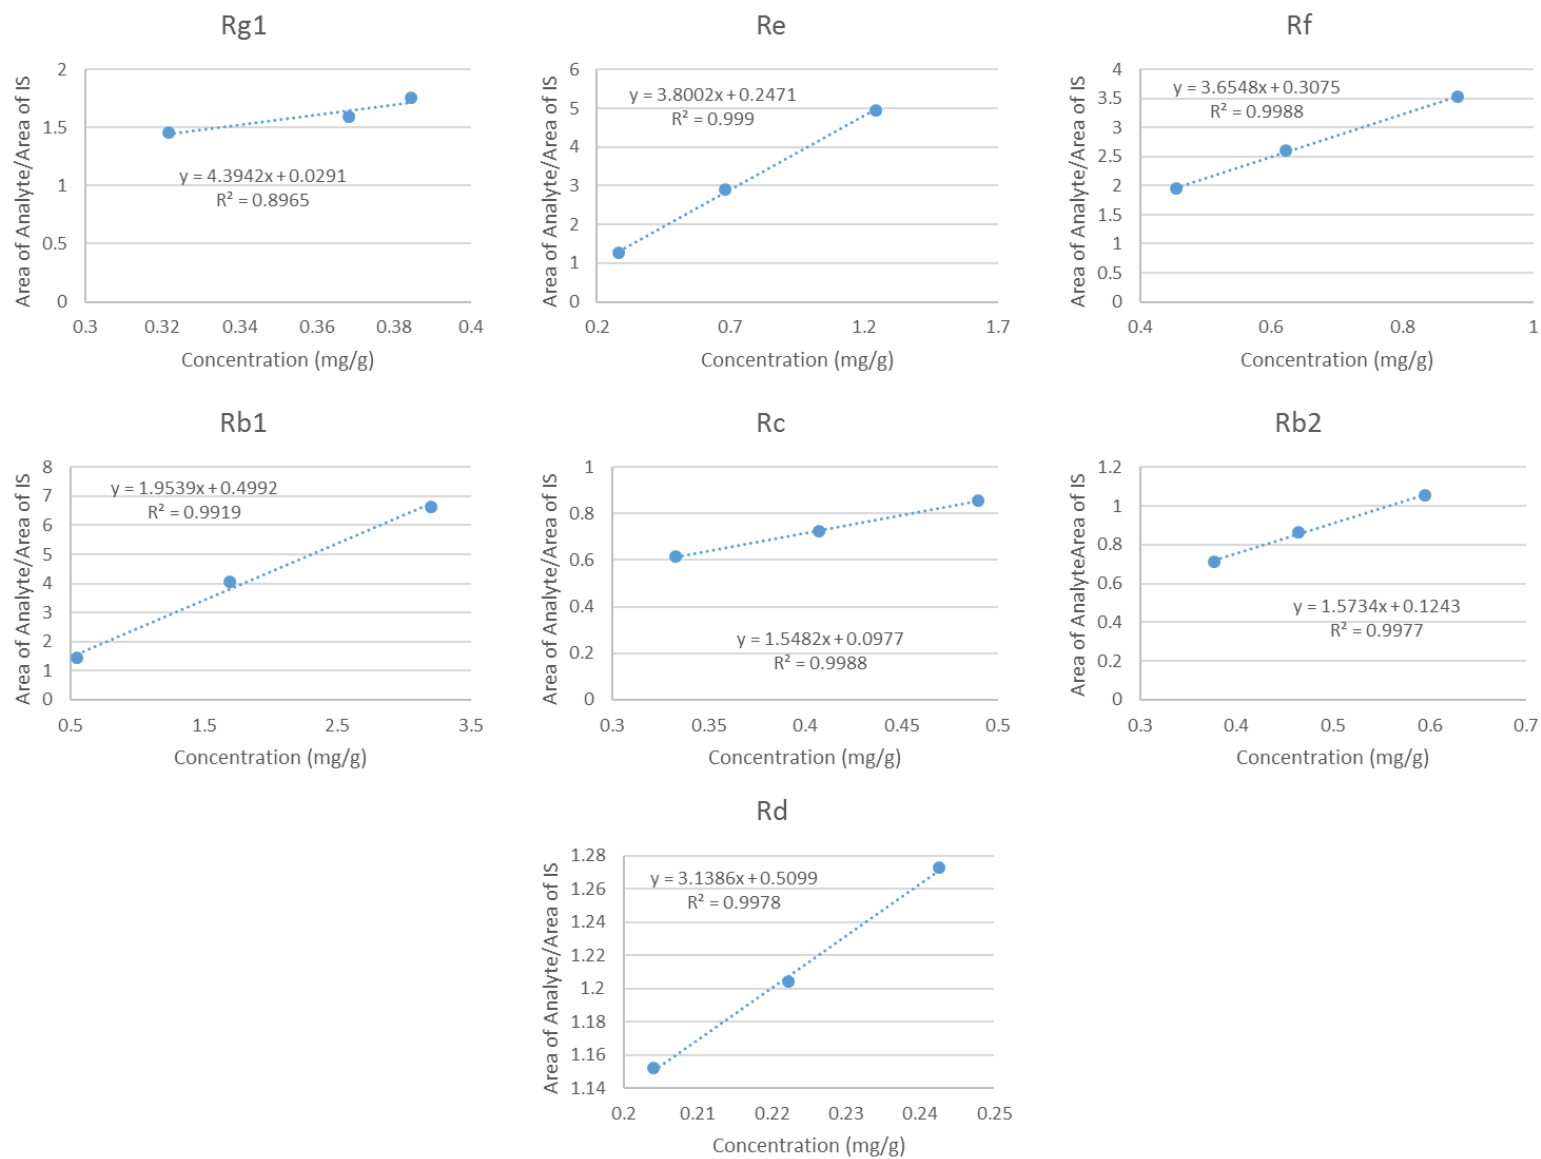 Rg1
Area of Analyte/Area of IS
2
1.5
1
0.5
0
y = 4.3942x + 0.0291
R² = 0.8965
0.3 0.32 0.34 0.36 0.38 0.4
Concentration (mg/g)
Re
Area of Analyte/Area of IS
6
5
4
3
2
1
0
y = 3.8002x + 0.2471
R² = 0.999
0.2 0.7 1.2 1.7
Concentration (mg/g)
Rf
Area of Analyte/Area of IS
4
3.5
3
2.5
2
1.5
1
0.5
0
y = 3.6548x + 0.3075
R² = 0.9988
0.4 0.6 0.8 1
Concentration (mg/g)
Rb1
Area of Analyte/Area of IS
8
7
6
5
4
3
2
1
0
y = 1.9539x + 0.4992
R² = 0.9919
0.5 1.5 2.5 3.5
Concentration (mg/g)
Rc
Area of Analyte/Area of IS
1
0.8
0.6
0.4
0.2
0
y = 1.5482x + 0.0977
R² = 0.9988
0.3 0.35 0.4 0.45 0.5
Concentration (mg/g)
Rb2
Area of AnalyteArea of IS
1.2
1
0.8
0.6
0.4
0.2
0
y = 1.5734x + 0.1243
R² = 0.9977
0.3 0.4 0.5 0.6 0.7
Concentration (mg/g)
Rd
Area of Analyte/Area of IS
1.28
1.26
1.24
1.22
1.2
1.18
1.16
1.14
y = 3.1386x + 0.5099
R² = 0.9978
0.2 0.21 0.22 0.23 0.24 0.25
Concentration (mg/g)